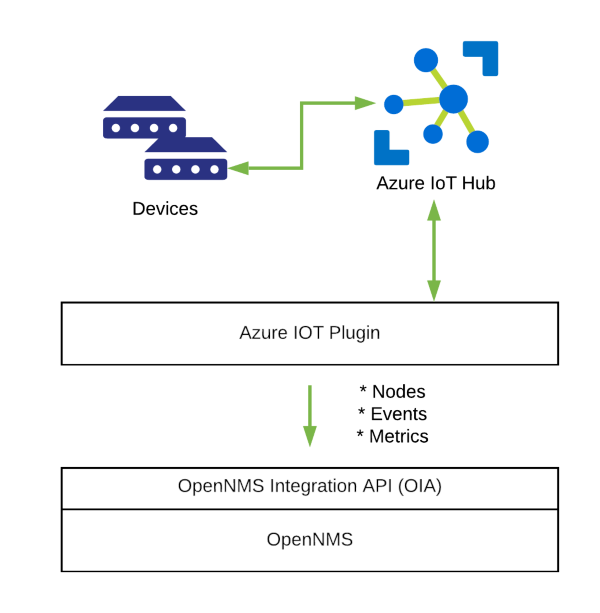 Devices
Azure IoT Hub
Azure IOT Plugin
* Nodes
* Events
* Metrics
OpenNMS Integration API (OIA)
OpenNMS